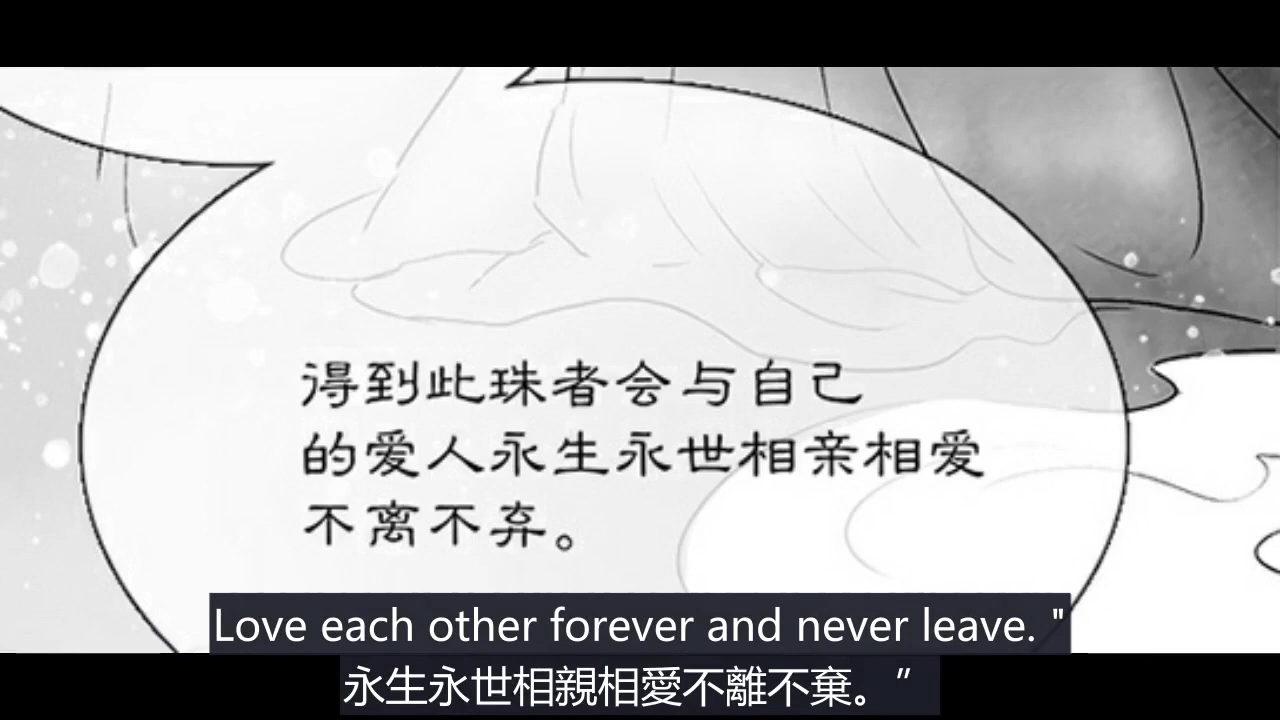 得到此珠者会与自己
的爱人永生永世相亲相爱
不离不弃。
Love each other forever and never leave. "
永生永世相親相愛不離不棄。”